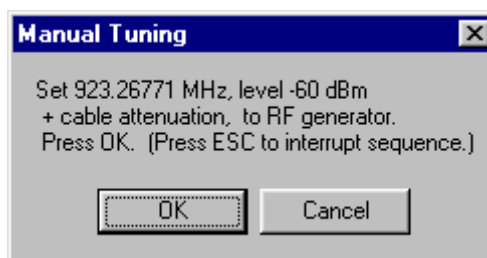 Manual Tuning
Set 923.26771 MHz, level -60 dBm
+ cable attenuation, to RF generator.
Press OK. (Press ESC to interrupt sequence.)
OK Cancel